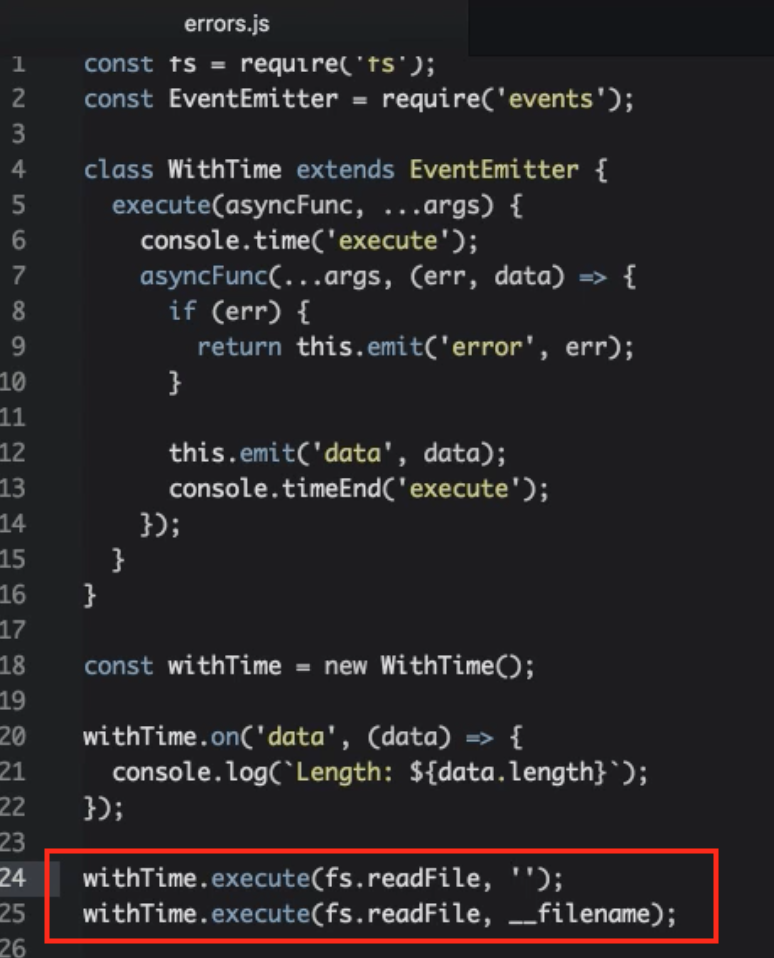 errors.js
1 const fs = require('fs');
2 const EventEmitter = require('events');
3
4 class WithTime extends EventEmitter {
5 execute(asyncFunc, ...args) {
6 console.time('execute');
7 asyncFunc(...args, (err, data) => {
8 if (err) {
9 return this.emit('error', err);
10 }
11
12 this.emit('data', data);
13 console.timeEnd('execute');
14 });
15 }
16 }
17
18 const withTime = new WithTime();
19
20 withTime.on('data', (data) => {
21 console.log(`Length: ${data.length}`);
22 });
23
24 withTime.execute(fs.readFile, '');
25 withTime.execute(fs.readFile, __filename);
26